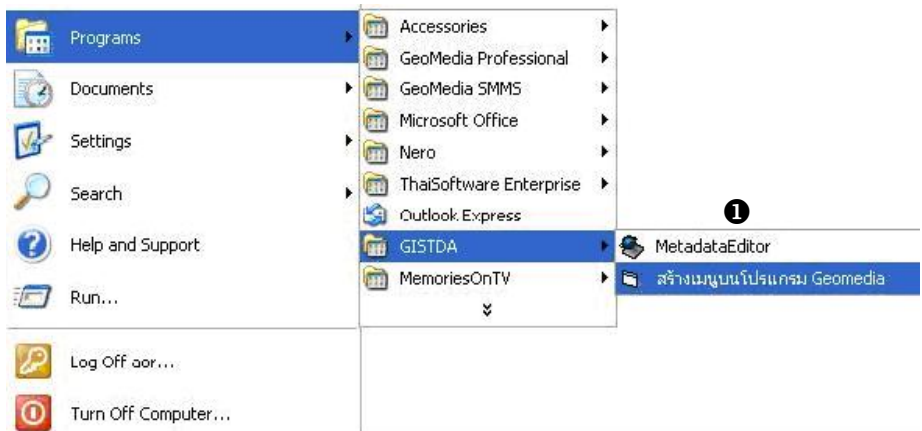 Programs
Documents
Settings
Search
Help and Support
Run...
Log Off aor...
Turn Off Computer...
Accessories
GeoMedia Professional
GeoMedia SMMS
Microsoft Office
Nero
ThaiSoftware Enterprise
Outlook Express
GISTDA
MemoriesOnTV
❶
MetadataEditor
สร้างเมนูบนโปรแกรม Geomedia